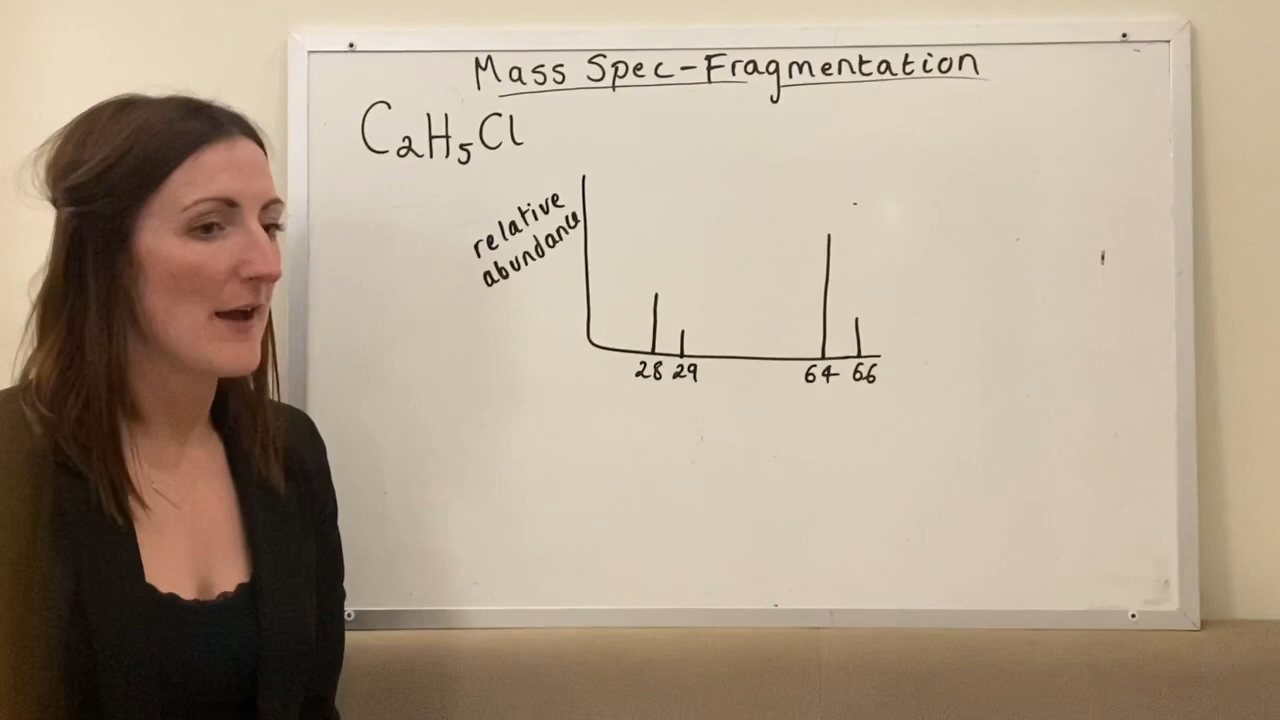 Mass Spec-Fragmentation
C₂H₅Cl
relative
abundance
28 29 64 66